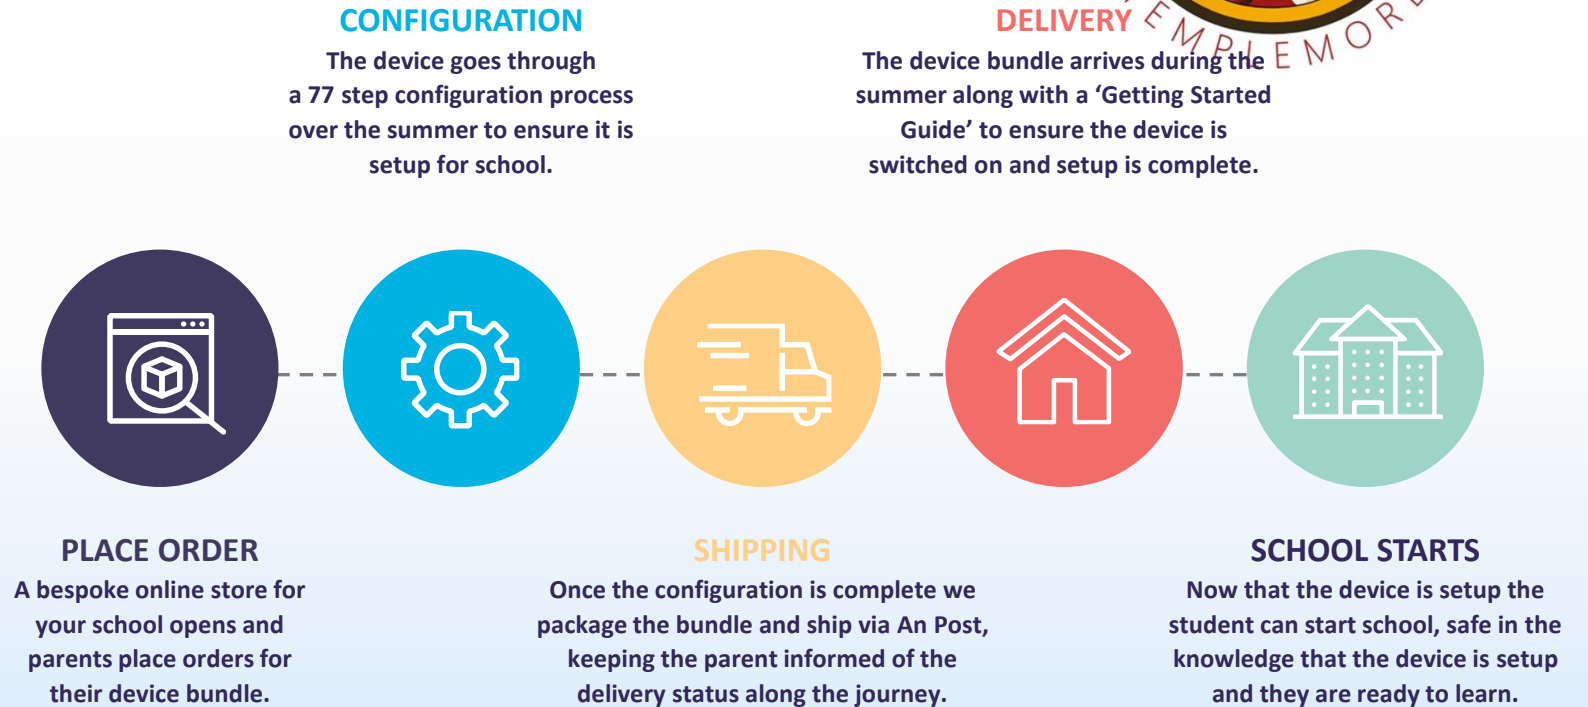 CONFIGURATION
The device goes through
a 77 step configuration process
over the summer to ensure it is
setup for school.
DELIVERY
The device bundle arrives during the
summer along with a ‘Getting Started
Guide’ to ensure the device is
switched on and setup is complete.
EMPLEMOR
PLACE ORDER
A bespoke online store for
your school opens and
parents place orders for
their device bundle.
SHIPPING
Once the configuration is complete we
package the bundle and ship via An Post,
keeping the parent informed of the
delivery status along the journey.
SCHOOL STARTS
Now that the device is setup the
student can start school, safe in the
knowledge that the device is setup
and they are ready to learn.